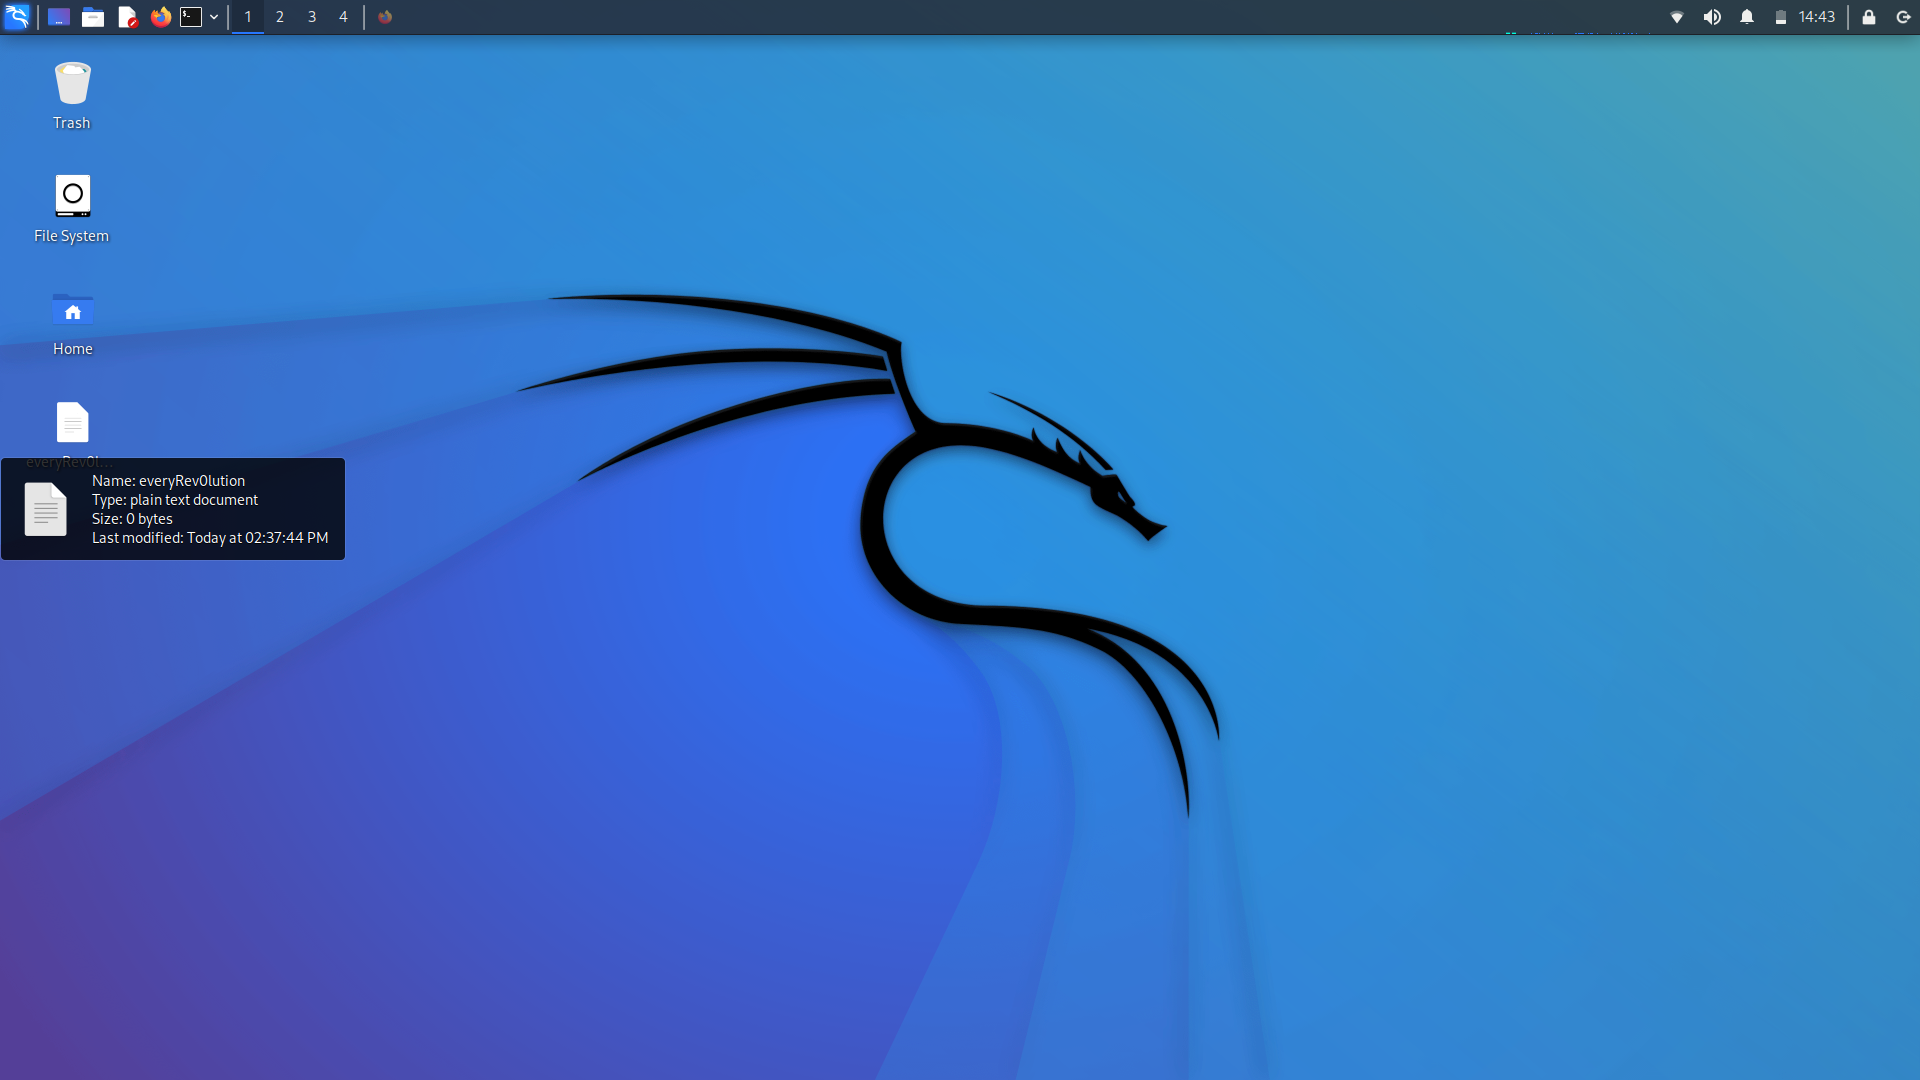 1 2 3 4 14:43
Trash
File System
Home
everyRev0l...
Name: everyRev0lution
Type: plain text document
Size: 0 bytes
Last modified: Today at 02:37:44 PM